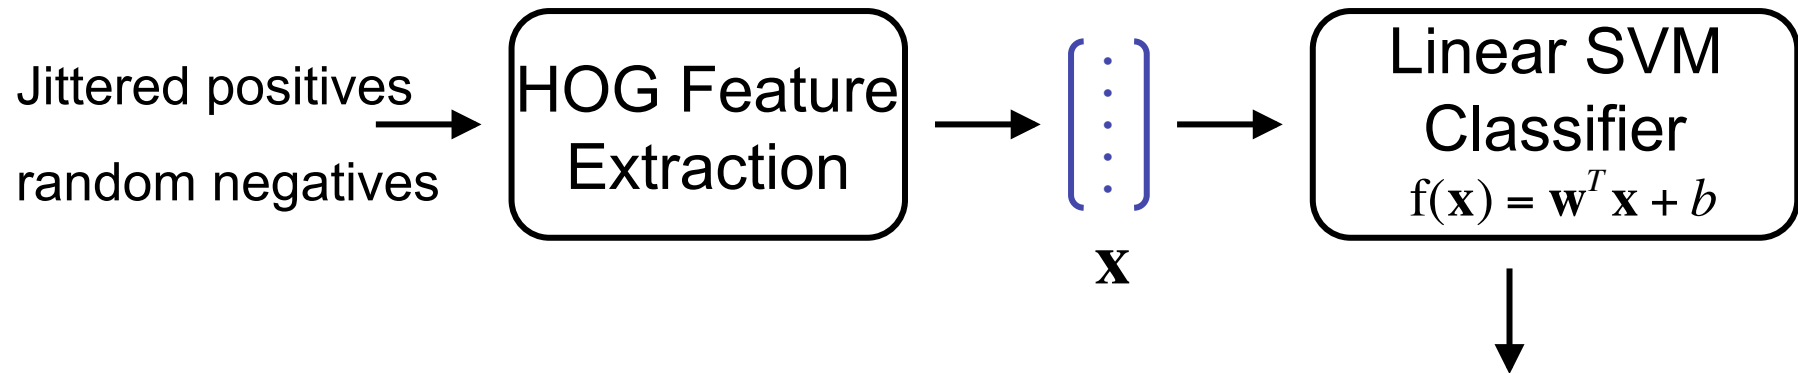 Jittered positives
random negatives
HOG Feature
Extraction
x
Linear SVM
Classifier
f(x) = w^T x + b